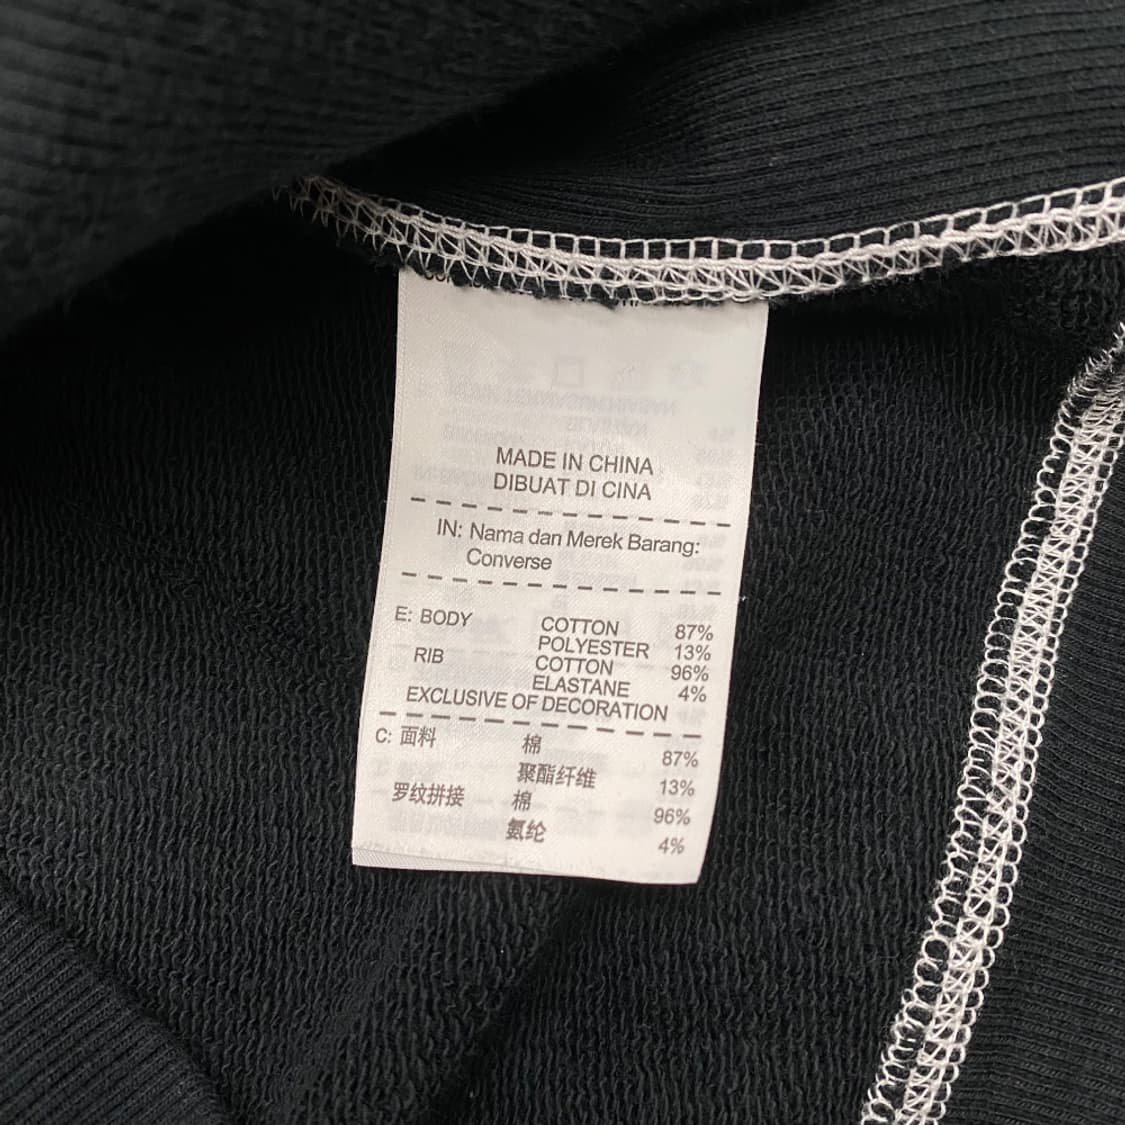 MADE IN CHINA
DIBUAT DI CINA
IN: Nama dan Merek Barang:
Converse
E: BODY COTTON 87%
POLYESTER 13%
RIB COTTON 96%
ELASTANE 4%
EXCLUSIVE OF DECORATION
C: 面料 棉 87%
聚酯纤维 13%
罗纹拼接 棉 96%
氨纶 4%